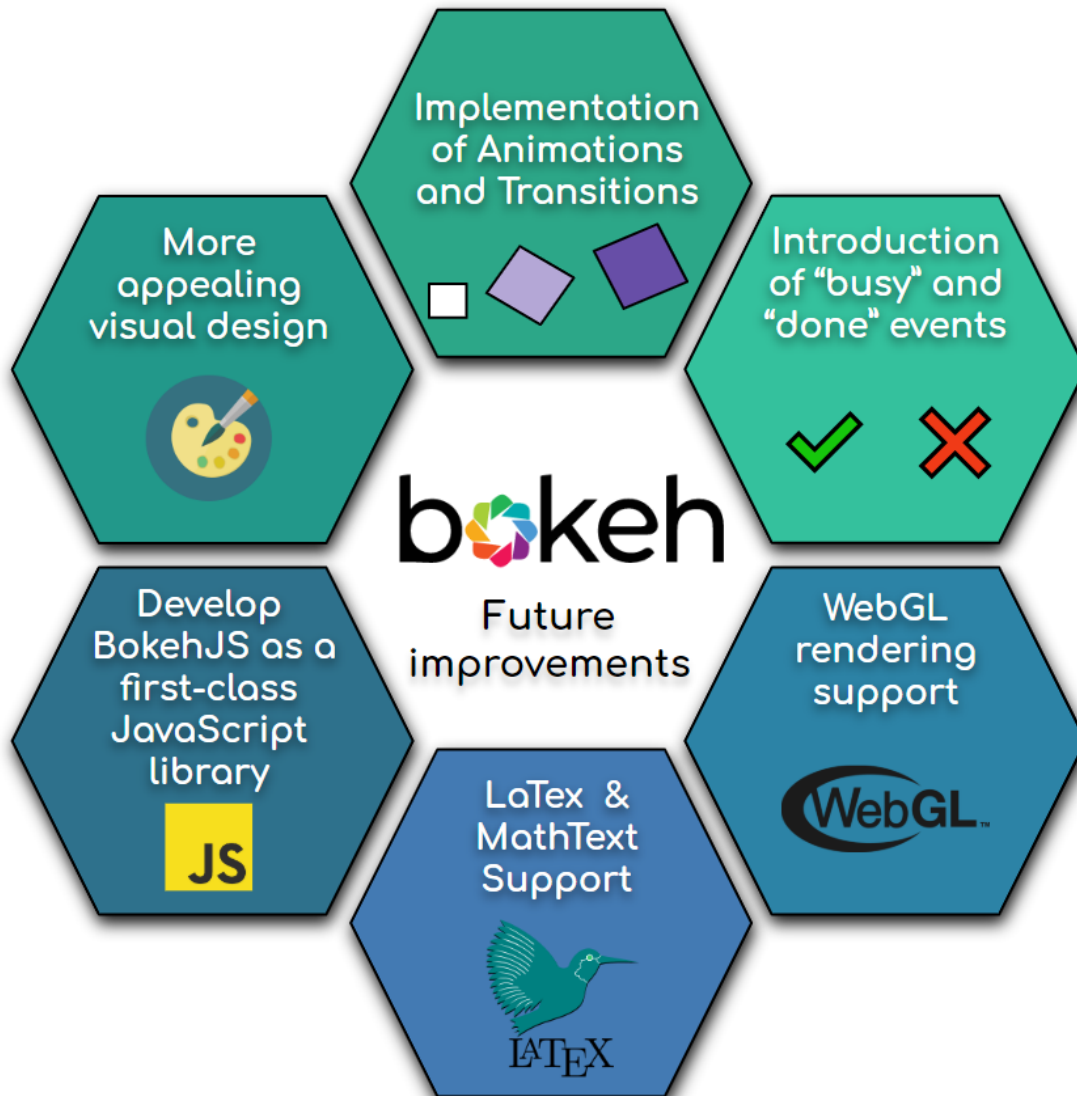 Implementation
of Animations
and Transitions
More
appealing
visual design
Introduction
of “busy” and
“done” events
bokeh
Future
improvements
Develop
BokehJS as a
first-class
JavaScript
library
JS
WebGL
rendering
support
WebGL™
LaTex &
MathText
Support
LATEX